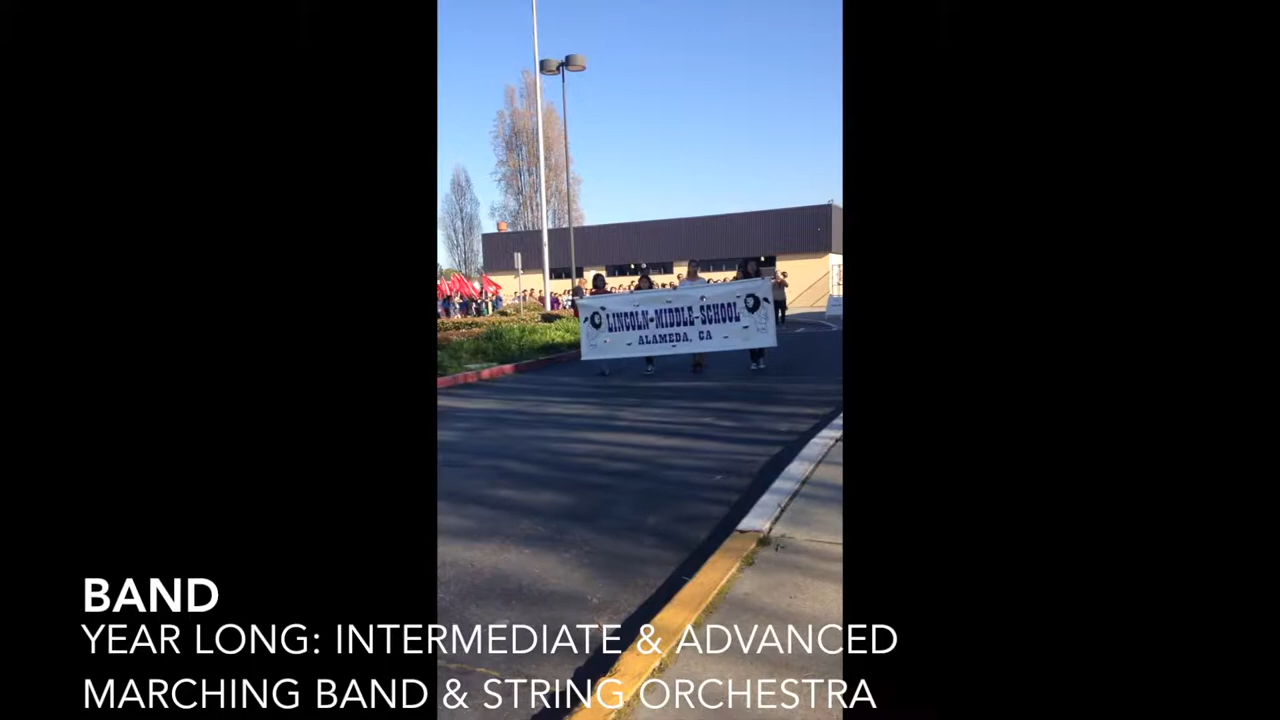 LINCOLN-MIDDLE-SCHOOL
ALAMEDA, CA
BAND
YEAR LONG: INTERMEDIATE & ADVANCED
MARCHING BAND & STRING ORCHESTRA